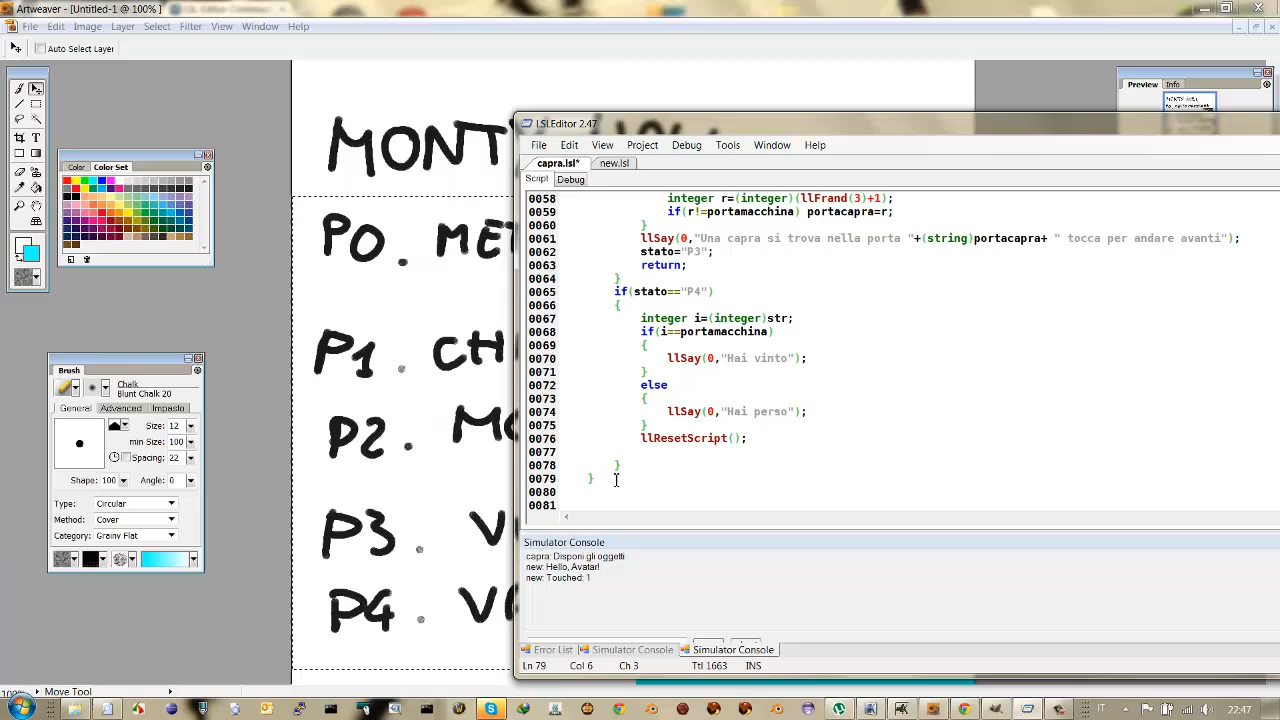 Artweaver - [Untitled-1 @ 100% ]
File Edit Image Layer Select Filter View Window Help
Auto Select Layer
Color Color Set
Preview Info
MONTY
P0. MET
P1. CH
P2. MO
P3. V
P4. V
Brush
Chalk
Blunt Chalk 20
General Advanced Impasto
Size: 12
min Size: 100
Spacing: 22
Shape: 100 Angle: 0
Type: Circular
Method: Cover
Category: Grainy Flat
LSLEditor 2.47
File Edit View Project Debug Tools Window Help
capra.lsl* new.lsl
Script Debug
0058 integer r=(integer)(llFrand(3)+1);
0059 if(r!=portamacchina) portacapra=r;
0060 }
0061 llSay(0,"Una capra si trova nella porta "+(string)portacapra+ " tocca per andare avanti");
0062 stato="P3";
0063 return;
0064 }
0065 if(stato=="P4")
0066 {
0067 integer i=(integer)str;
0068 if(i==portamacchina)
0069 {
0070 llSay(0,"Hai vinto");
0071 }
0072 else
0073 {
0074 llSay(0,"Hai perso");
0075 }
0076 llResetScript();
0077
0078 }
0079 }
0080
0081
Simulator Console
capra: Disponi gli oggetti
new: Hello, Avatar!
new: Touched: 1
Error List Simulator Console Simulator Console
Ln 79 Col 6 Ch 3 Ttl 1663 INS
Move Tool
IT 22:47